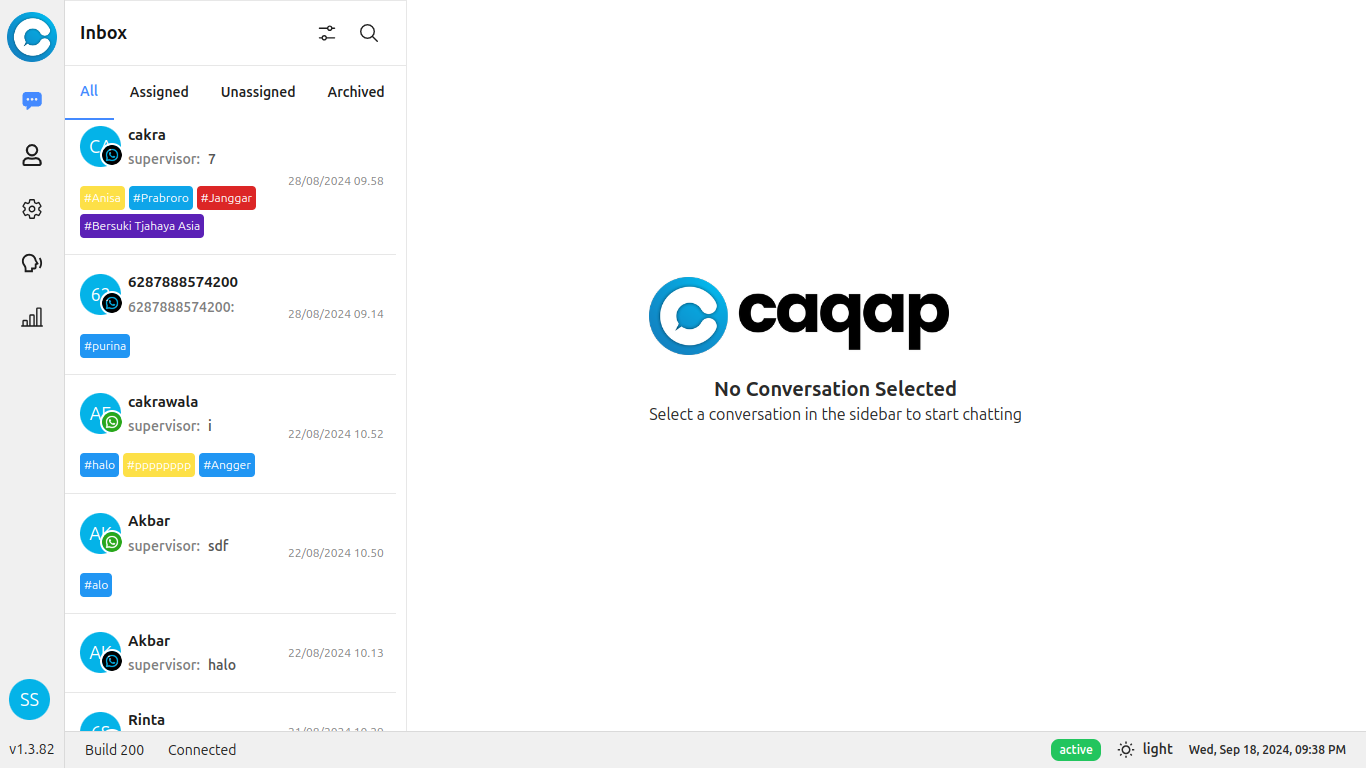 Inbox
All Assigned Unassigned Archived
CA
cakra
supervisor: 7
28/08/2024 09.58
#Anisa #Prabroro #Janggar
#Bersuki Tjahaya Asia
6287888574200
6287888574200:
28/08/2024 09.14
#purina
cakrawala
supervisor: i
22/08/2024 10.52
#halo #pppppppp #Angger
AK
Akbar
supervisor: sdf
22/08/2024 10.50
#alo
AK
Akbar
supervisor: halo
22/08/2024 10.13
Rinta
caqap
No Conversation Selected
Select a conversation in the sidebar to start chatting
SS
v1.3.82 Build 200 Connected active light Wed, Sep 18, 2024, 09:38 PM